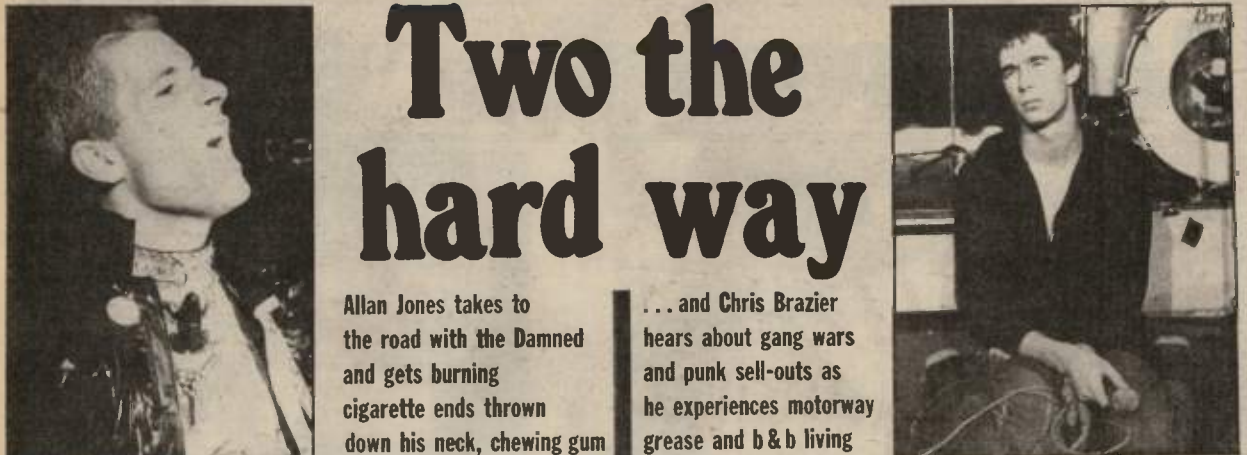 Two the
hard way
Allan Jones takes to
the road with the Damned
and gets burning
cigarette ends thrown
down his neck, chewing gum
... and Chris Brazier
hears about gang wars
and punk sell-outs as
he experiences motorway
grease and b & b living